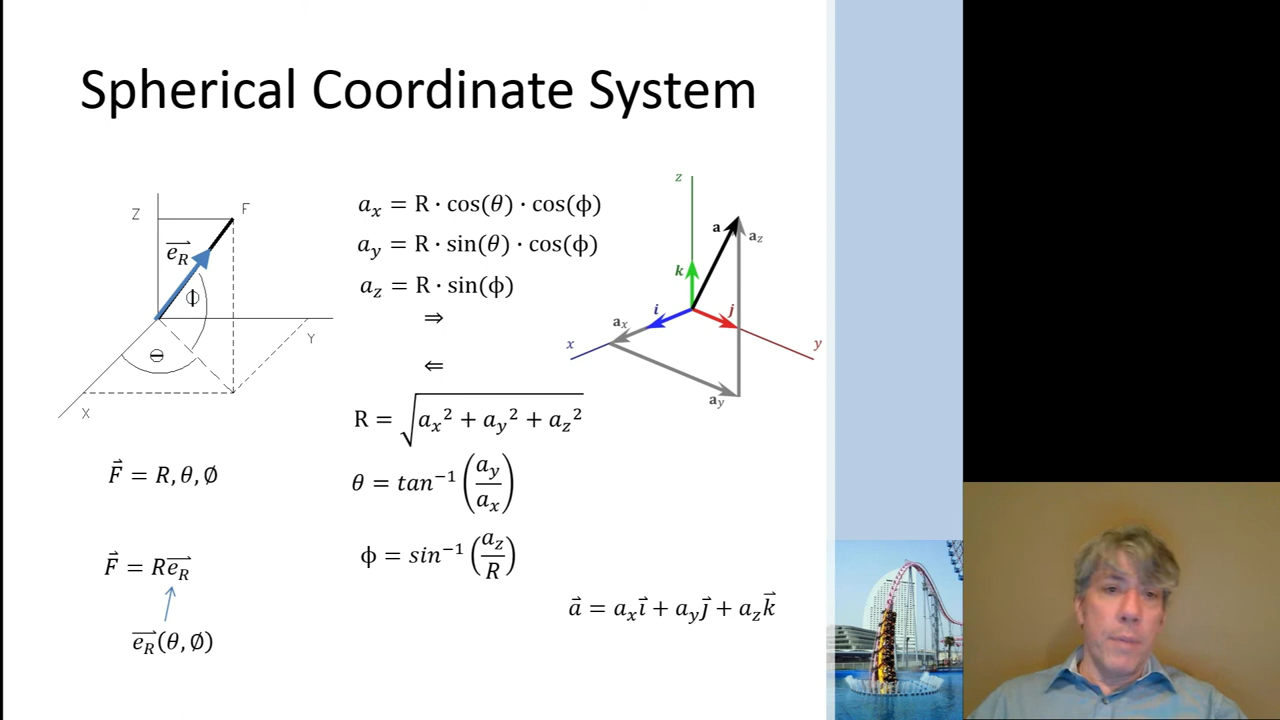 Spherical Coordinate System
Z
F
e_R⃗
ϕ
Θ
X
Y
a_x = R · cos(θ) · cos(ϕ)
a_y = R · sin(θ) · cos(ϕ)
a_z = R · sin(ϕ)
⇒
⇐
R = √(a_x² + a_y² + a_z²)
θ = tan⁻¹(a_y/a_x)
ϕ = sin⁻¹(a_z/R)
F⃗ = R, θ, Ø
F⃗ = R e_R⃗
e_R⃗(θ, Ø)
z
a
a_z
k
i
j
a_x
x
y
a_y
a⃗ = a_x i⃗ + a_y j⃗ + a_z k⃗